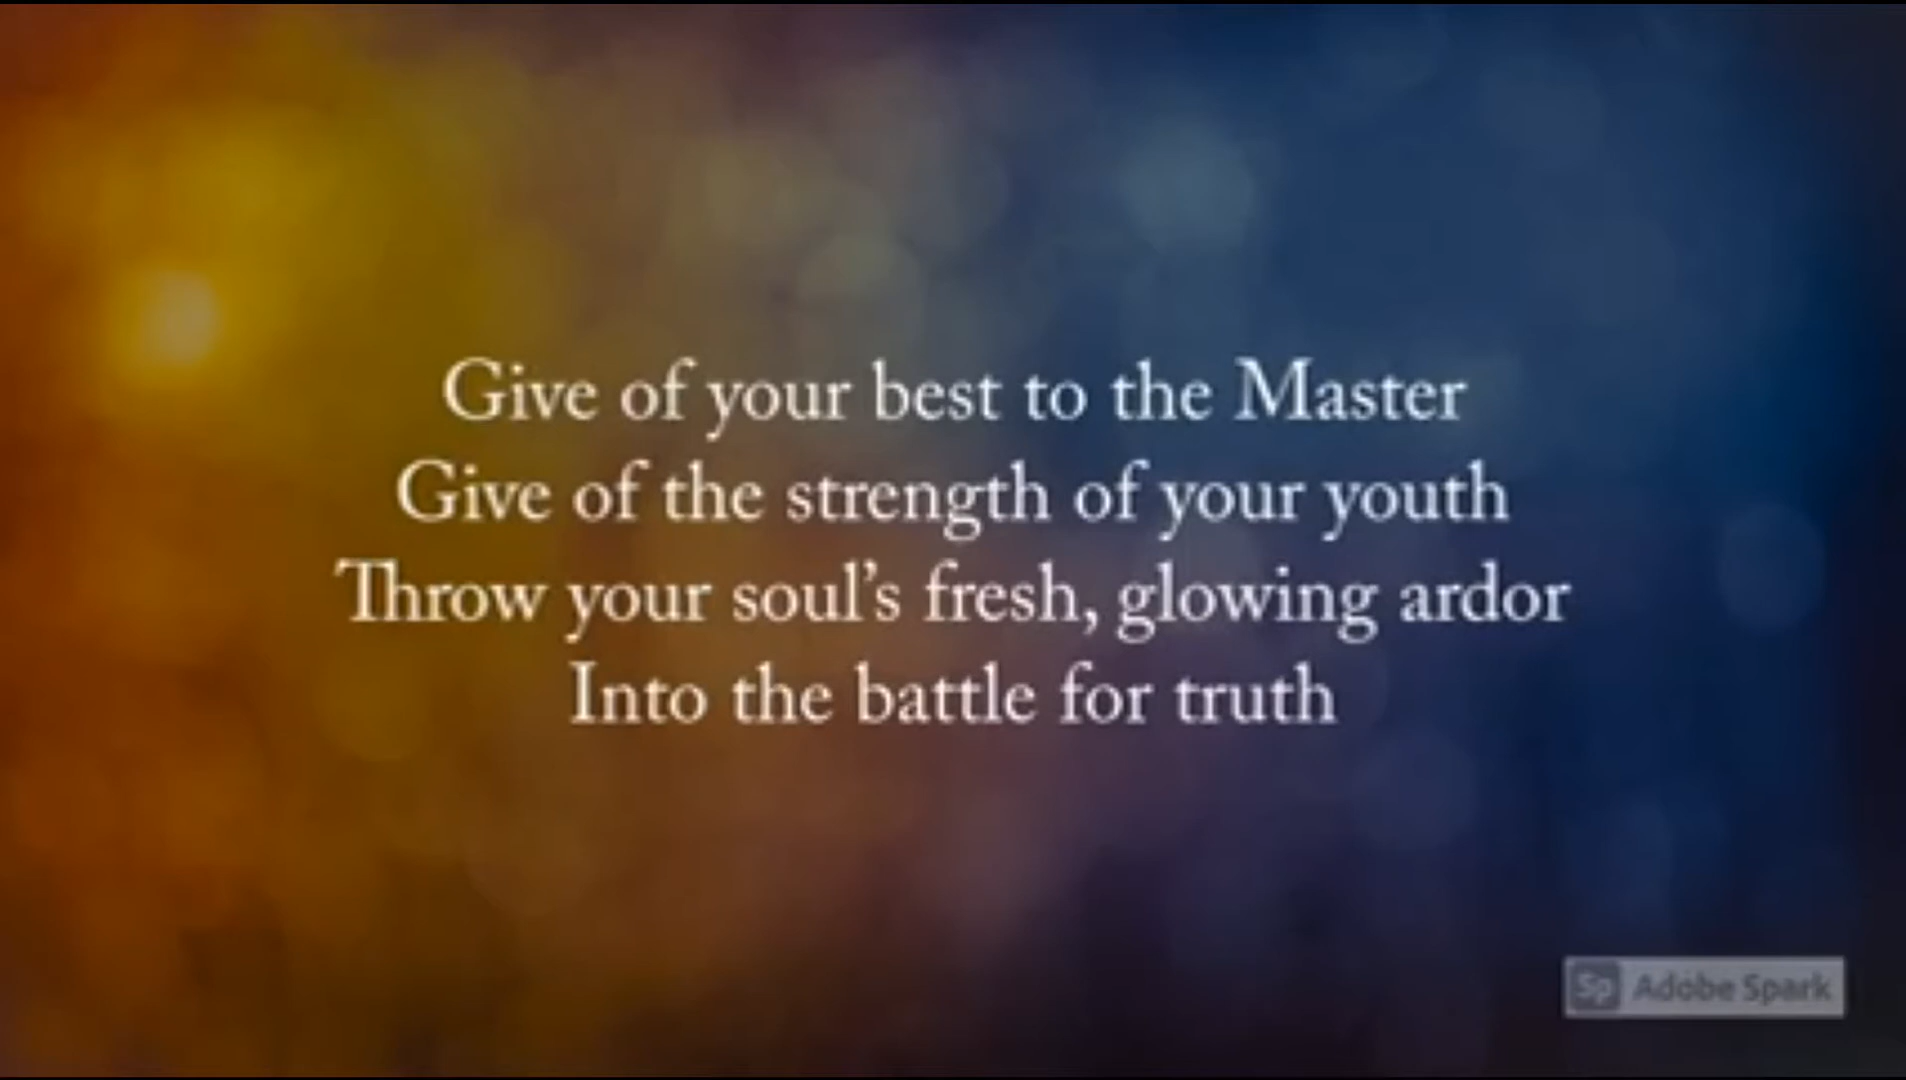 Give of your best to the Master
Give of the strength of your youth
Throw your soul’s fresh, glowing ardor
Into the battle for truth
Sp Adobe Spark